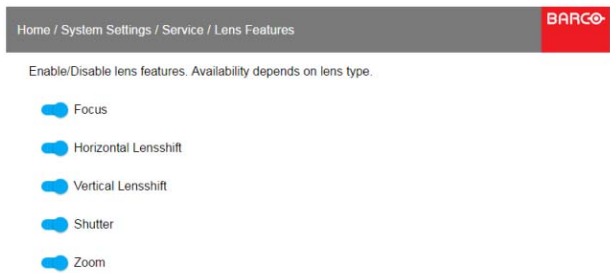 Home / System Settings / Service / Lens Features
BARCO
Enable/Disable lens features. Availability depends on lens type.
Focus
Horizontal Lensshift
Vertical Lensshift
Shutter
Zoom